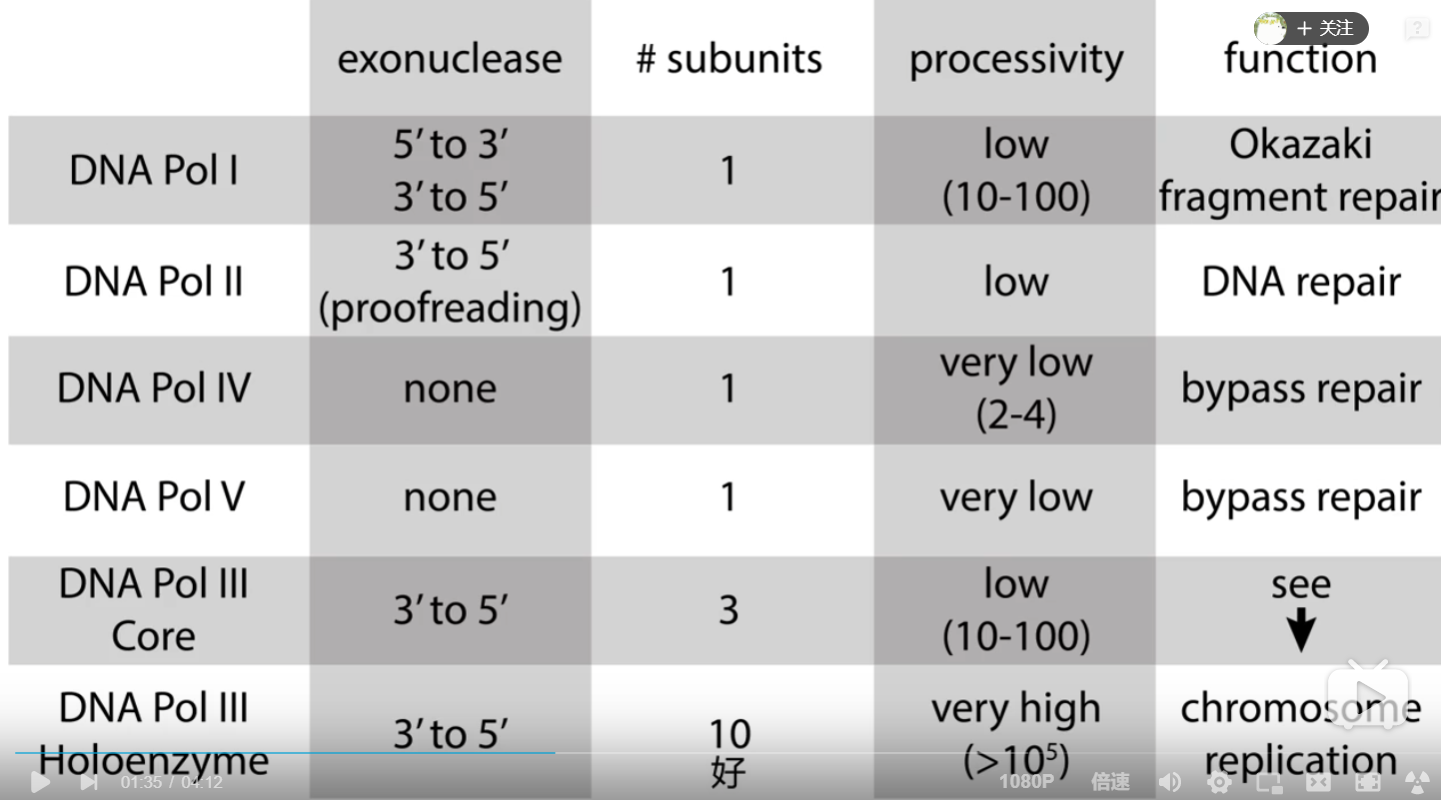 + 关注
exonuclease # subunits processivity function
DNA Pol I
5’ to 3’
3’ to 5’
1
low
(10-100)
Okazaki
fragment repair
DNA Pol II
3’ to 5’
(proofreading)
1
low
DNA repair
DNA Pol IV
none
1
very low
(2-4)
bypass repair
DNA Pol V
none
1
very low
bypass repair
DNA Pol III
Core
3’ to 5’
3
low
(10-100)
see
DNA Pol III
Holoenzyme
3’ to 5’
10
very high
(>10⁵)
chromosome
replication
好
01:35 / 04:12
1080P 倍速